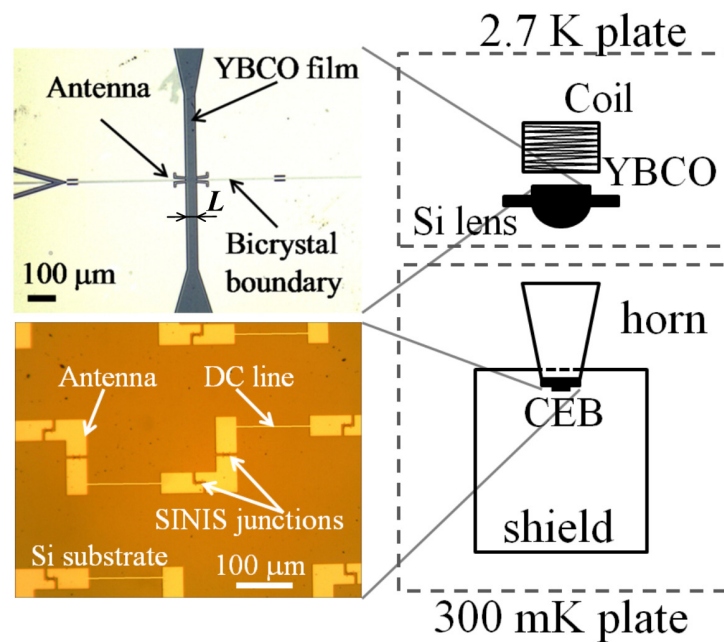 2.7 K plate
YBCO film
Antenna
L
Bicrystal
boundary
100 μm
Coil
YBCO
Si lens
Antenna
DC line
SINIS junctions
Si substrate
100 μm
horn
CEB
shield
300 mK plate